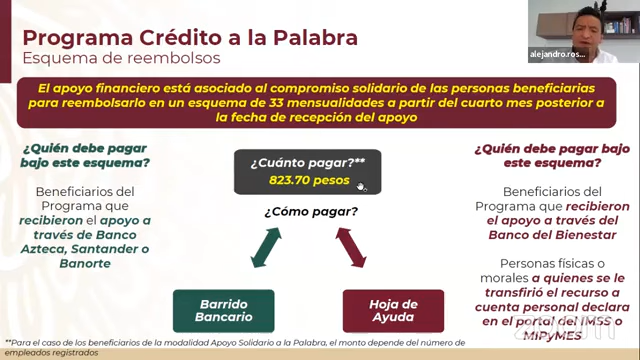 Programa Crédito a la Palabra
Esquema de reembolsos
alejandro.ros...
El apoyo financiero está asociado al compromiso solidario de las personas beneficiarias
para reembolsarlo en un esquema de 33 mensualidades a partir del cuarto mes posterior a
la fecha de recepción del apoyo
¿Quién debe pagar
bajo este esquema?
Beneficiarios del
Programa que
recibieron el apoyo a
través de Banco
Azteca, Santander o
Banorte
¿Cuánto pagar?**
823.70 pesos
¿Cómo pagar?
Barrido
Bancario
Hoja de
Ayuda
¿Quién debe pagar bajo
este esquema?
Beneficiarios del
Programa que recibieron
el apoyo a través del
Banco del Bienestar
Personas físicas o
morales a quienes se le
transfirió el recurso a
cuenta personal declara
en el portal del IMSS o
MiPyMES
zoom
**Para el caso de los beneficiarios de la modalidad Apoyo Solidario a la Palabra, el monto depende del número de
empleados registrados